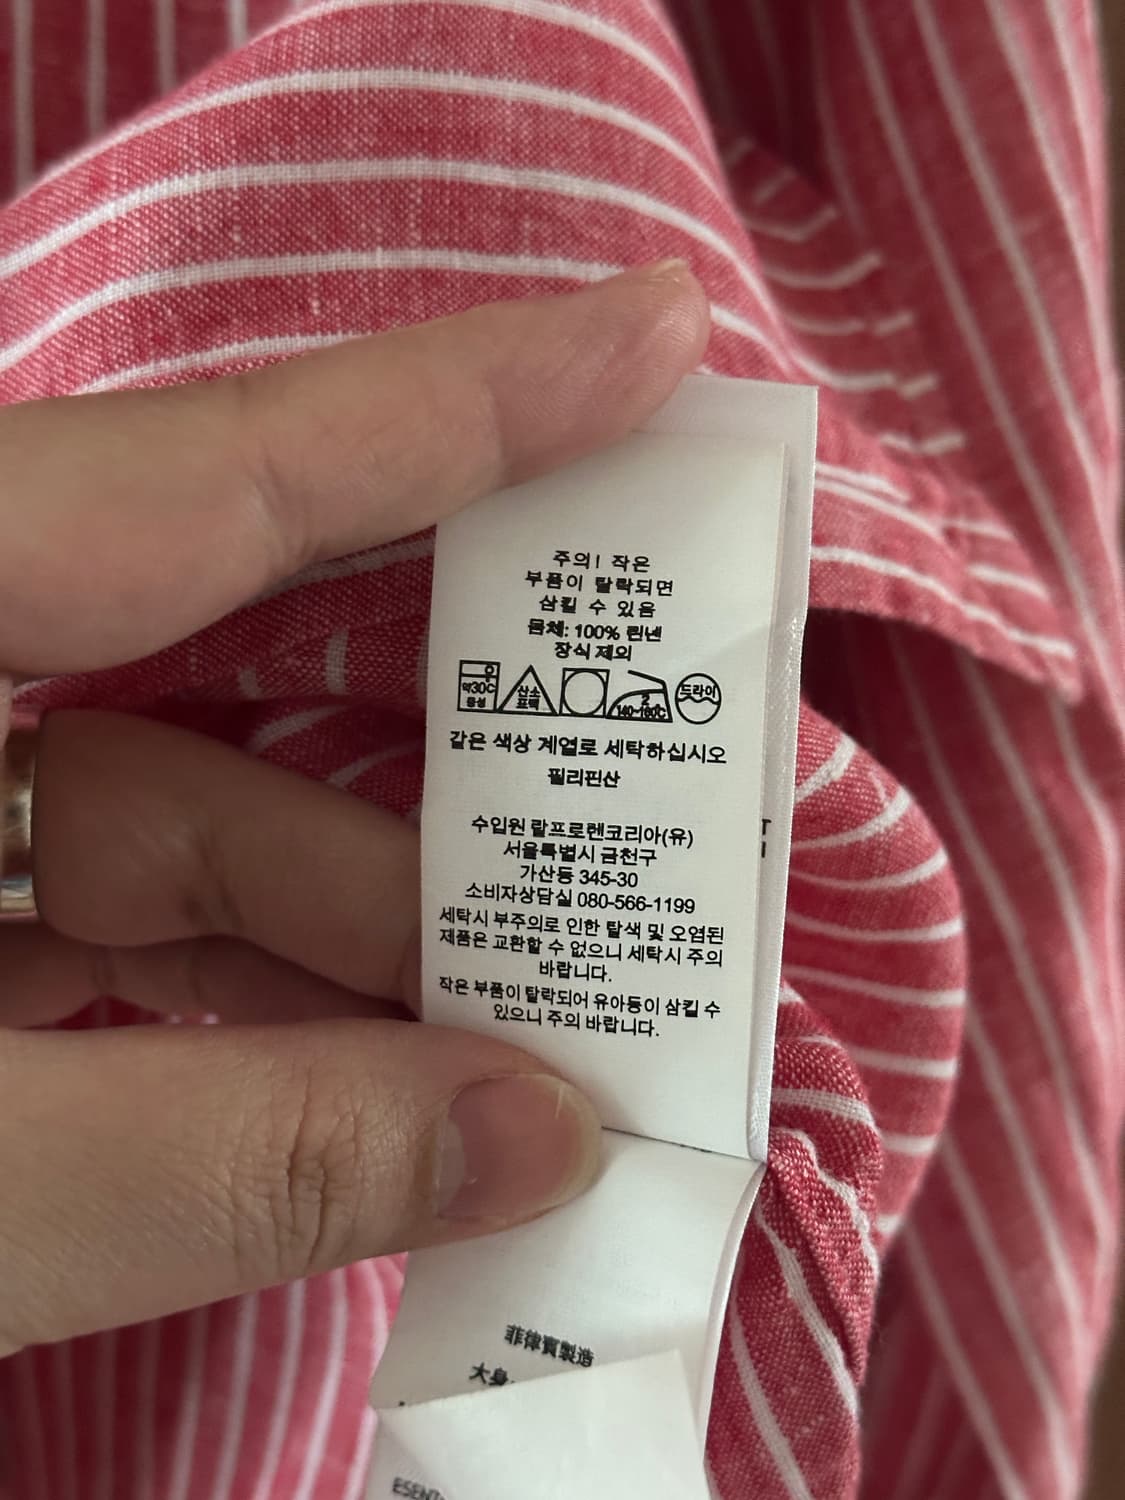 주의! 작은
부품이 탈락되면
삼킬 수 있음
몸체: 100% 린넨
장식 제외
약30℃
중성
산소
표백
2
140~160℃
드라이
같은 색상 계열로 세탁하십시오
필리핀산
수입원 랄프로렌코리아(유)
서울특별시 금천구
가산동 345-30
소비자상담실 080-566-1199
세탁시 부주의로 인한 탈색 및 오염된
제품은 교환할 수 없으니 세탁시 주의
바랍니다.
작은 부품이 탈락되어 유아등이 삼킬 수
있으니 주의 바랍니다.
菲律賓製造
大身